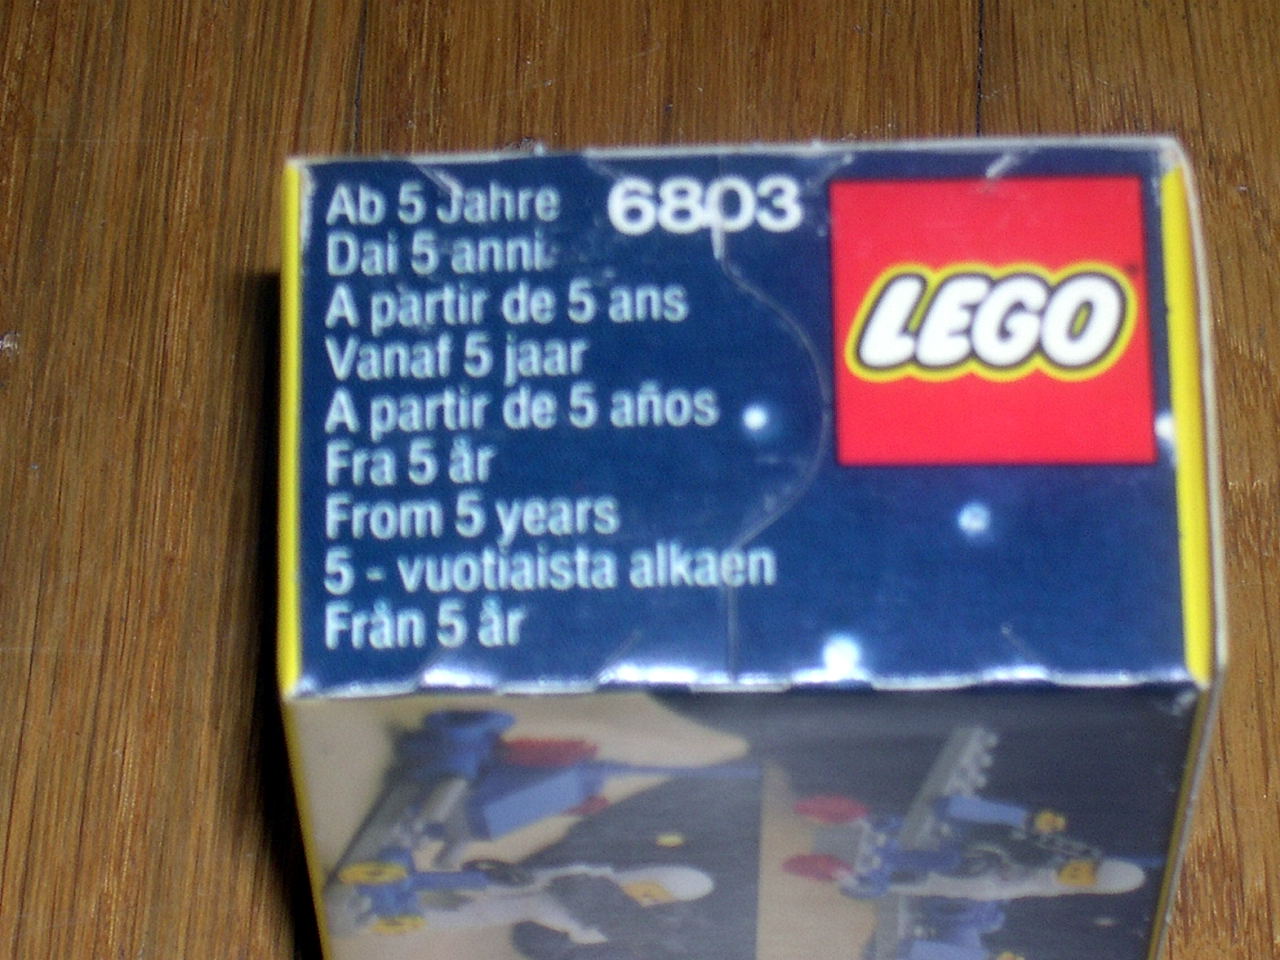 Ab 5 Jahre
6803
LEGO
Dai 5 anni
A partir de 5 ans
Vanaf 5 jaar
A partir de 5 años
Fra 5 år
From 5 years
5 - vuotiaista alkaen
Från 5 år